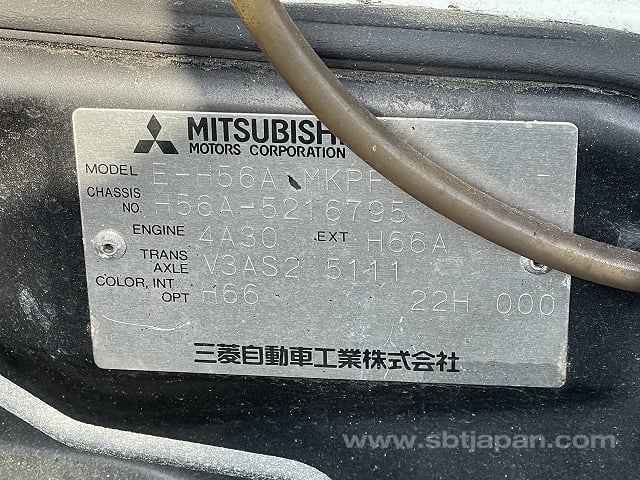 MITSUBISHI
MOTORS CORPORATION
MODEL E-H56A MKPF -
CHASSIS NO. H56A-5216795
ENGINE 4A30 .EXT H66A
TRANS AXLE V3AS2 5111
COLOR, INT OPT H66 22H 000
三菱自動車工業株式会社
www.sbtjapan.com